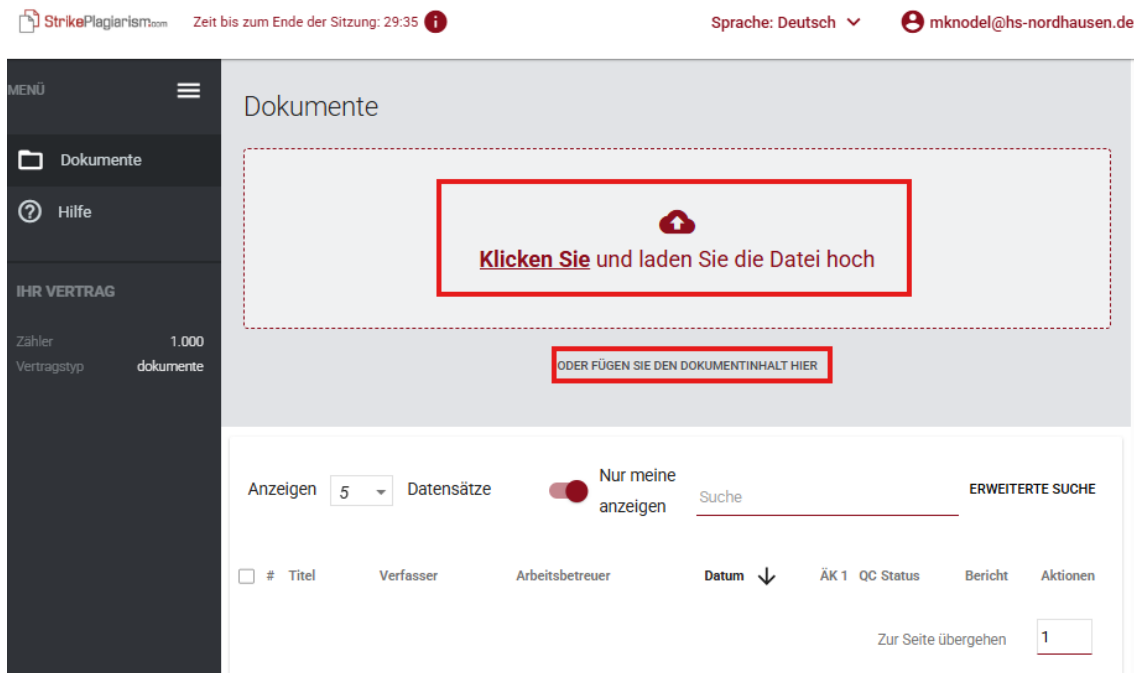 StrikePlagiarism.com Zeit bis zum Ende der Sitzung: 29:35 i Sprache: Deutsch mknodel@hs-nordhausen.de
MENÜ
Dokumente
Hilfe
IHR VERTRAG
Zähler 1.000
Vertragstyp dokumente
Dokumente
Klicken Sie und laden Sie die Datei hoch
ODER FÜGEN SIE DEN DOKUMENTINHALT HIER
Anzeigen 5 Datensätze
Nur meine
anzeigen
Suche
ERWEITERTE SUCHE
# Titel Verfasser Arbeitsbetreuer Datum ÄK 1 QC Status Bericht Aktionen
Zur Seite übergehen 1